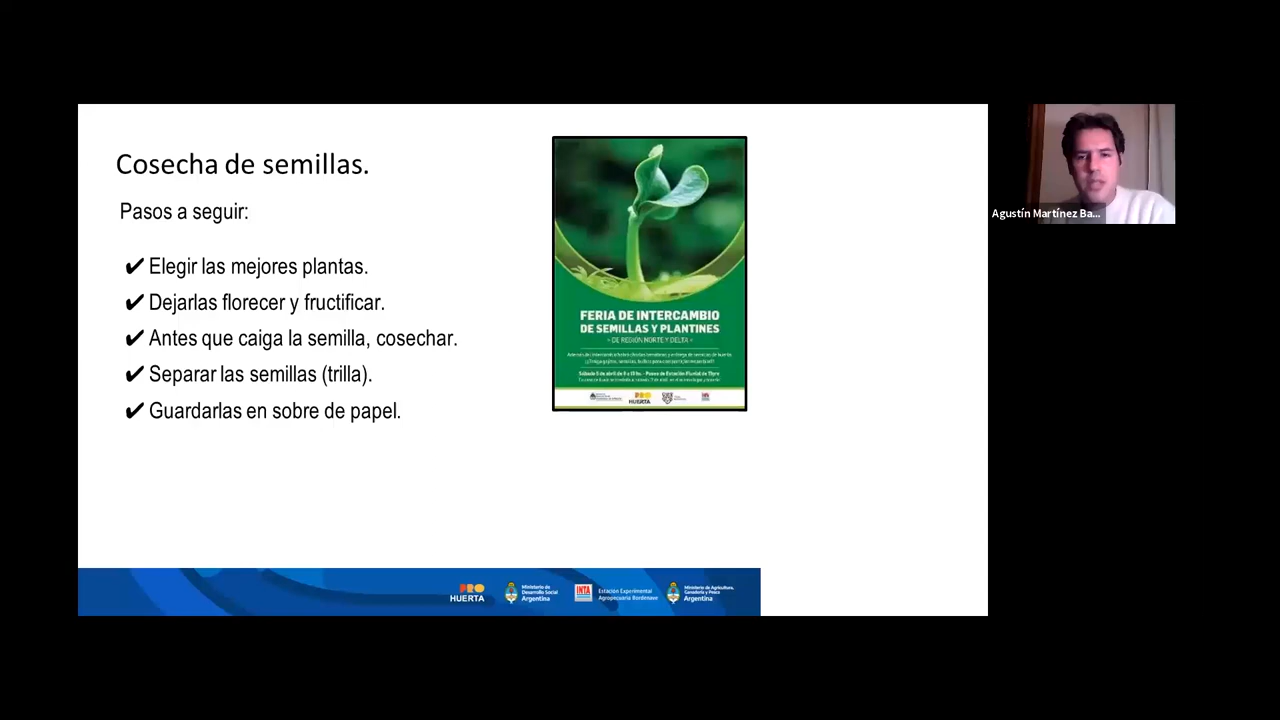 Cosecha de semillas.
Pasos a seguir:
✔ Elegir las mejores plantas.
✔ Dejarlas florecer y fructificar.
✔ Antes que caiga la semilla, cosechar.
✔ Separar las semillas (trilla).
✔ Guardarlas en sobre de papel.
FERIA DE INTERCAMBIO
DE SEMILLAS Y PLANTINES
- DE REGIÓN NORTE Y DELTA -
PRO
HUERTA
Agustín Martínez Ba...
PRO
HUERTA
Ministerio de
Desarrollo Social
Argentina
INTA
Estación Experimental
Agropecuaria Bordenave
Ministerio de Agricultura,
Ganadería y Pesca
Argentina